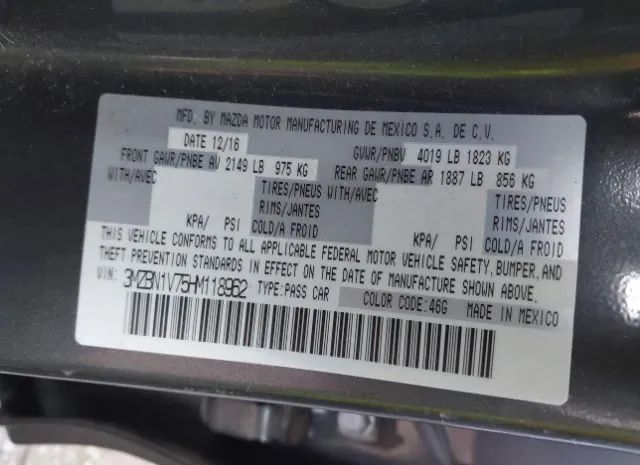 MFD. BY MAZDA MOTOR MANUFACTURING DE MEXICO S.A. DE C.V.
DATE 12/16 GVWR/PNBV 4019 LB 1823 KG
FRONT GAWR/PNBE AV 2149 LB 975 KG REAR GAWR/PNBE AR 1887 LB 856 KG
WITH/AVEC TIRES/PNEUS WITH/AVEC TIRES/PNEUS
RIMS/JANTES RIMS/JANTES
KPA/ PSI COLD/A FROID KPA/ PSI COLD/A FROID
THIS VEHICLE CONFORMS TO ALL APPLICABLE FEDERAL MOTOR VEHICLE SAFETY, BUMPER, AND
THEFT PREVENTION STANDARDS IN EFFECT ON THE DATE OF MANUFACTURE SHOWN ABOVE.
VIN: 3MZBN1V75HM118962 TYPE:PASS CAR COLOR CODE:46G MADE IN MEXICO